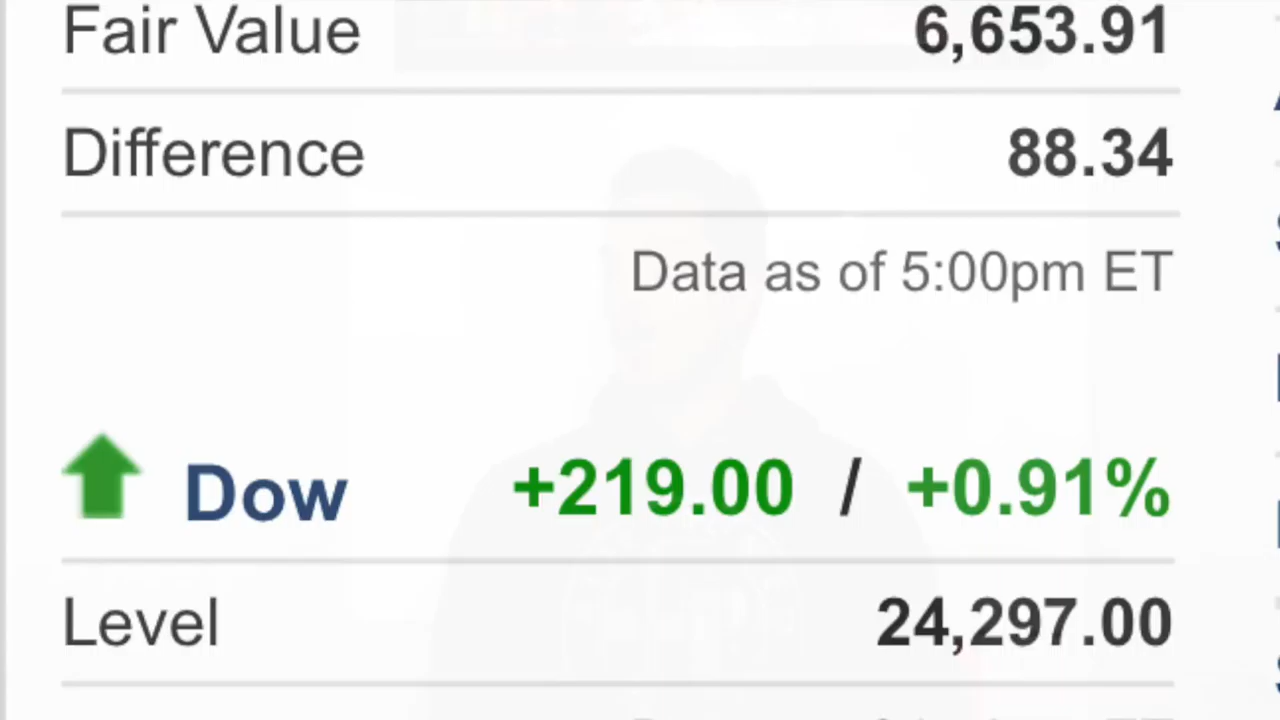 Fair Value 6,653.91
Difference 88.34
Data as of 5:00pm ET
Dow +219.00 / +0.91%
Level 24,297.00